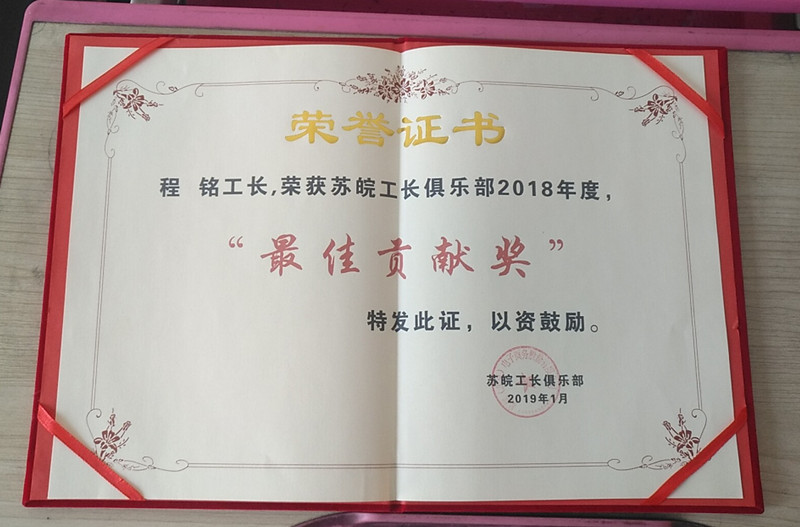 荣誉证书
程 铭工长,荣获苏皖工长俱乐部2018年度,
“最佳贡献奖”
特发此证，以资鼓励。
苏皖工长俱乐部
2019年1月